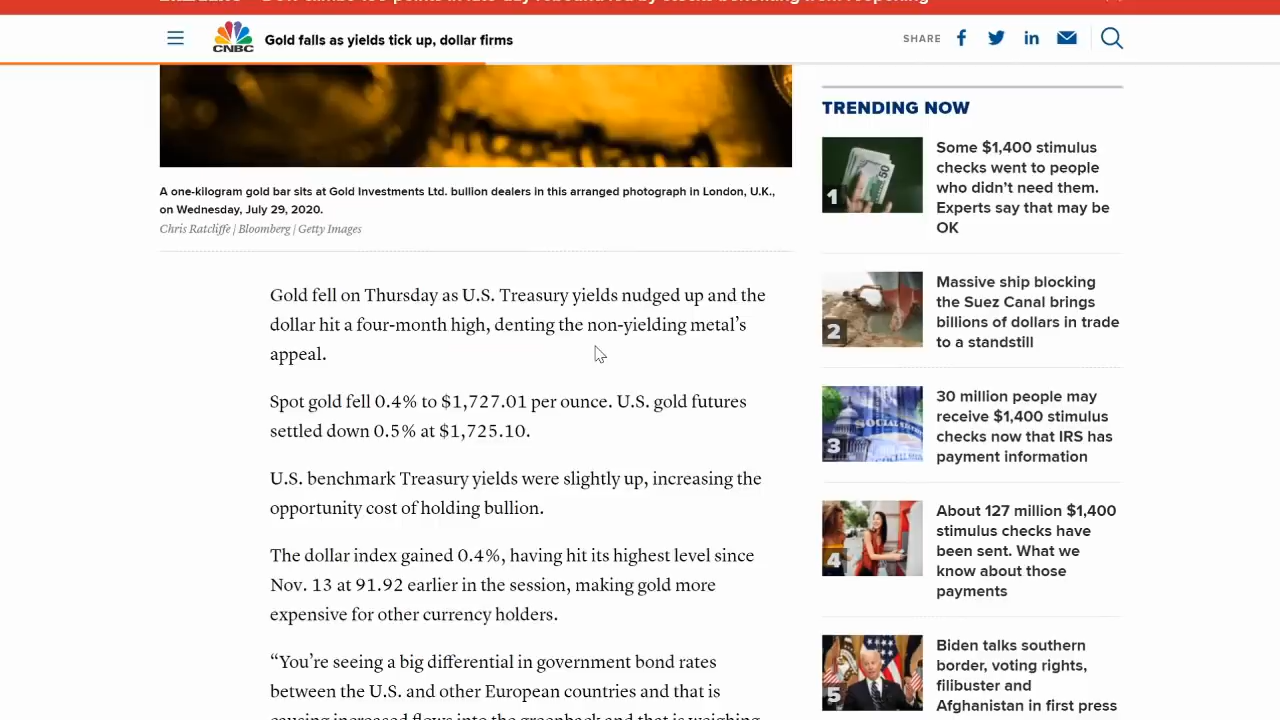 CNBC
Gold falls as yields tick up, dollar firms
SHARE
A one-kilogram gold bar sits at Gold Investments Ltd. bullion dealers in this arranged photograph in London, U.K.,
on Wednesday, July 29, 2020.
Chris Ratcliffe | Bloomberg | Getty Images
Gold fell on Thursday as U.S. Treasury yields nudged up and the
dollar hit a four-month high, denting the non-yielding metal’s
appeal.
Spot gold fell 0.4% to $1,727.01 per ounce. U.S. gold futures
settled down 0.5% at $1,725.10.
U.S. benchmark Treasury yields were slightly up, increasing the
opportunity cost of holding bullion.
The dollar index gained 0.4%, having hit its highest level since
Nov. 13 at 91.92 earlier in the session, making gold more
expensive for other currency holders.
“You’re seeing a big differential in government bond rates
between the U.S. and other European countries and that is
causing increased flows into the greenback and that is weighing
TRENDING NOW
1
Some $1,400 stimulus
checks went to people
who didn’t need them.
Experts say that may be
OK
2
Massive ship blocking
the Suez Canal brings
billions of dollars in trade
to a standstill
SOCIAL
3
30 million people may
receive $1,400 stimulus
checks now that IRS has
payment information
4
About 127 million $1,400
stimulus checks have
been sent. What we
know about those
payments
5
Biden talks southern
border, voting rights,
filibuster and
Afghanistan in first press